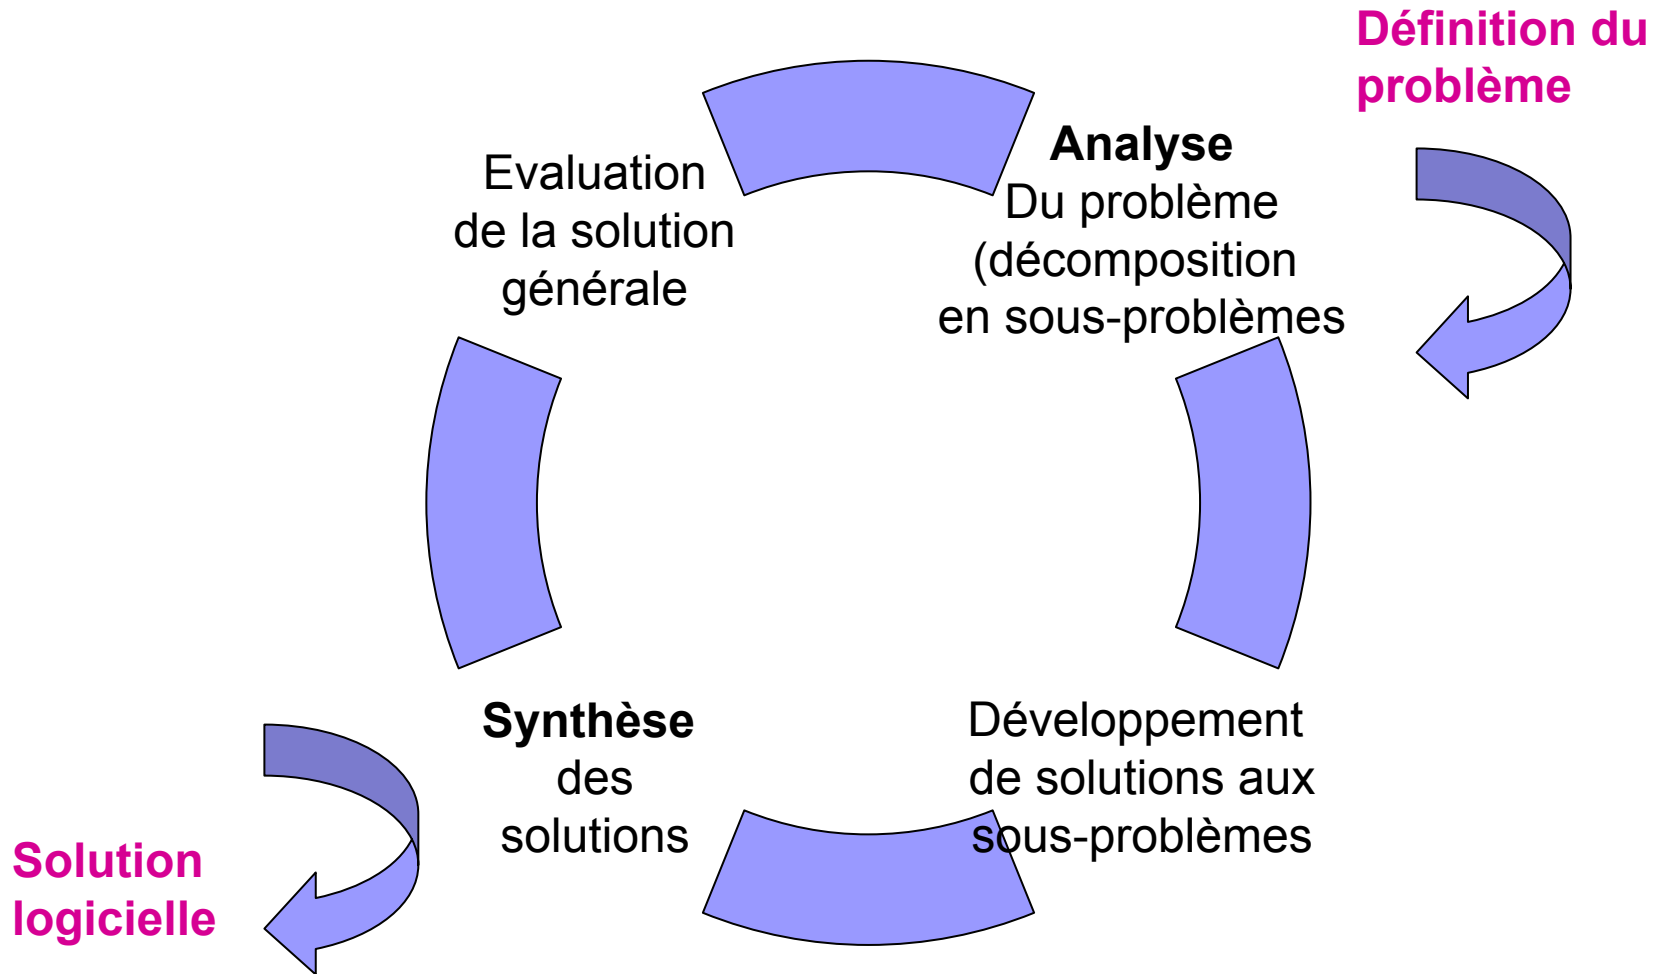 Définition du
problème
Analyse
Du problème
(décomposition
en sous-problèmes
Evaluation
de la solution
générale
Développement
de solutions aux
sous-problèmes
Synthèse
des
solutions
Solution
logicielle